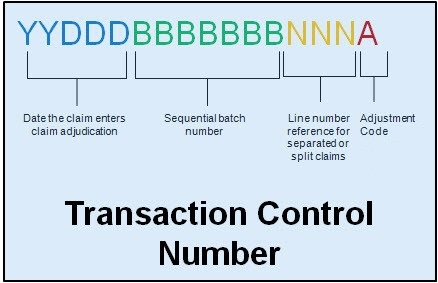 YYDDDBBBBBBBNNNA
Date the claim enters
claim adjudication
Sequential batch
number
Line number
reference for
separated or
split claims
Adjustment
Code
Transaction Control
Number